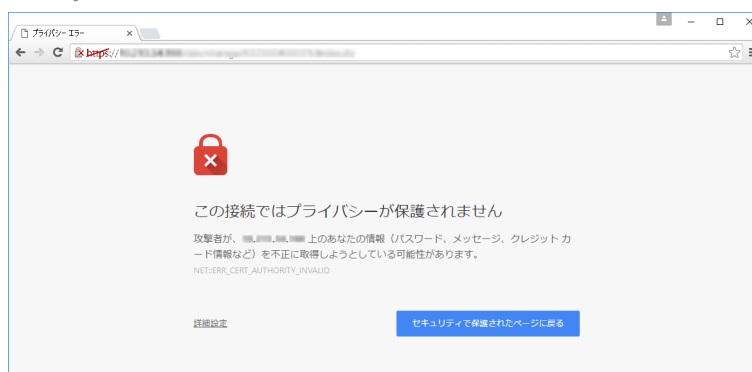 プライバシー エラー
https://
この接続ではプライバシーが保護されません
攻撃者が、 上のあなたの情報（パスワード、メッセージ、クレジット カ
ード情報など）を不正に取得しようとしている可能性があります。
NET::ERR_CERT_AUTHORITY_INVALID
詳細設定
セキュリティで保護されたページに戻る